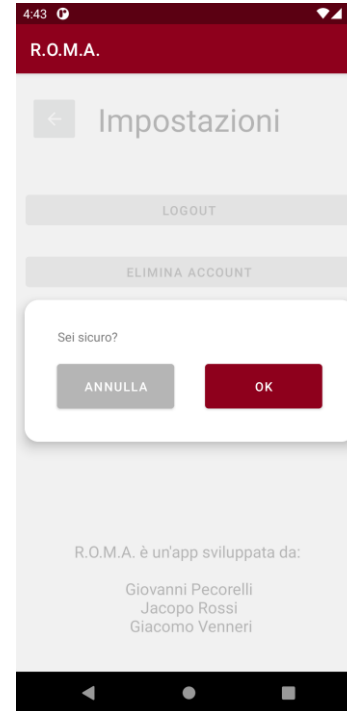 4:43
R.O.M.A.
Impostazioni
LOGOUT
ELIMINA ACCOUNT
Sei sicuro?
ANNULLA OK
R.O.M.A. è un'app sviluppata da:
Giovanni Pecorelli
Jacopo Rossi
Giacomo Venneri